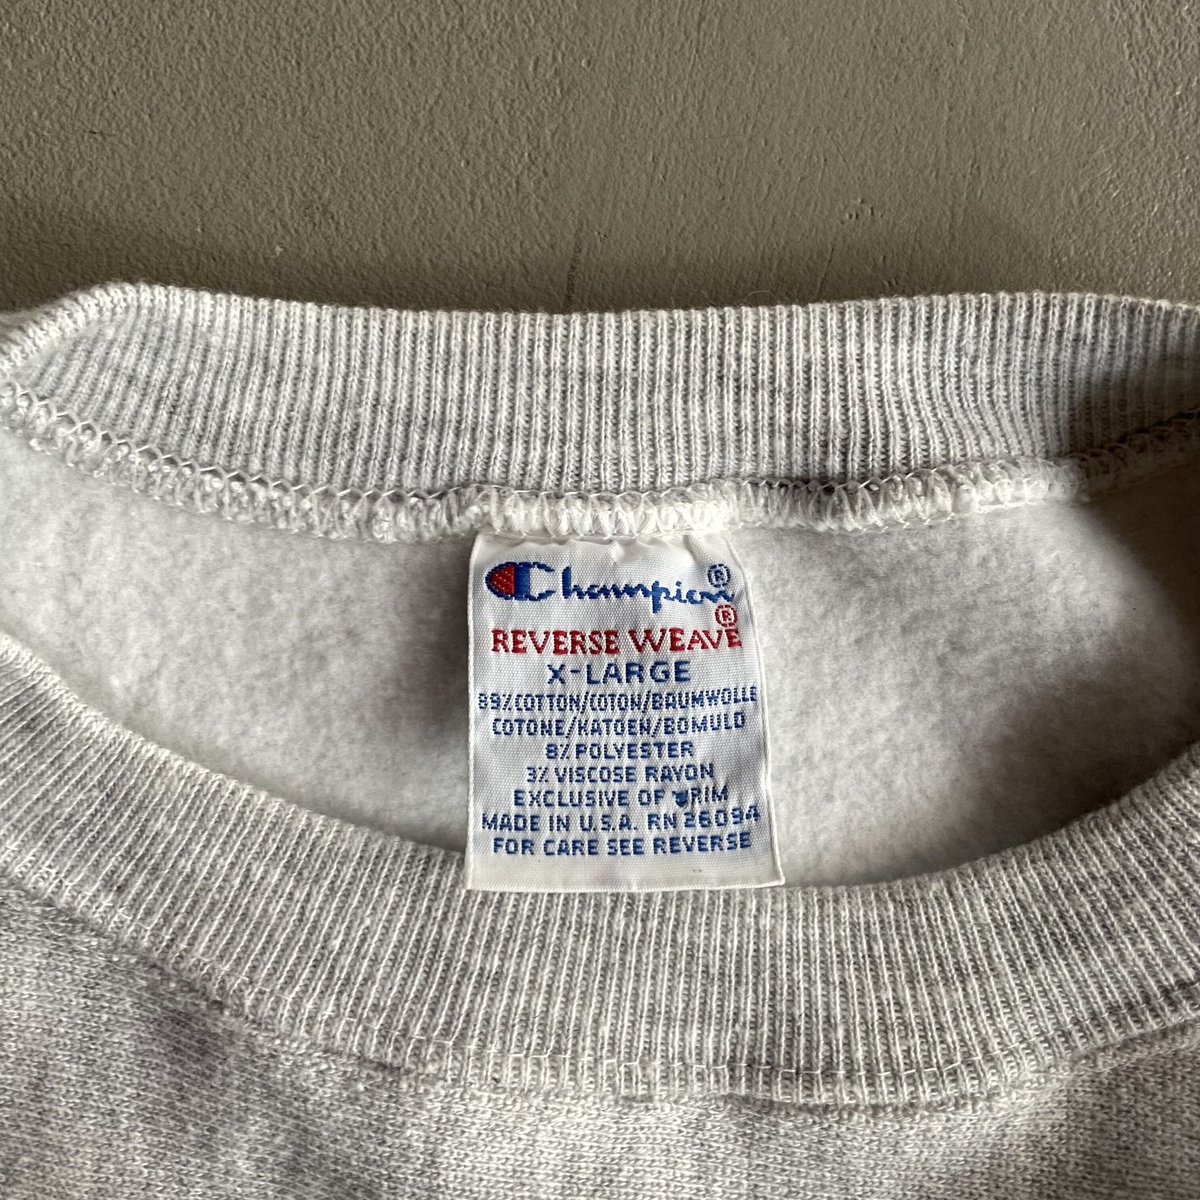 Champion®
REVERSE WEAVE®
X-LARGE
89% COTTON/COTON/BAUMWOLLE
COTONE/KATOEN/BOMULD
8% POLYESTER
3% VISCOSE RAYON
EXCLUSIVE OF TRIM
MADE IN U.S.A. RN 26094
FOR CARE SEE REVERSE